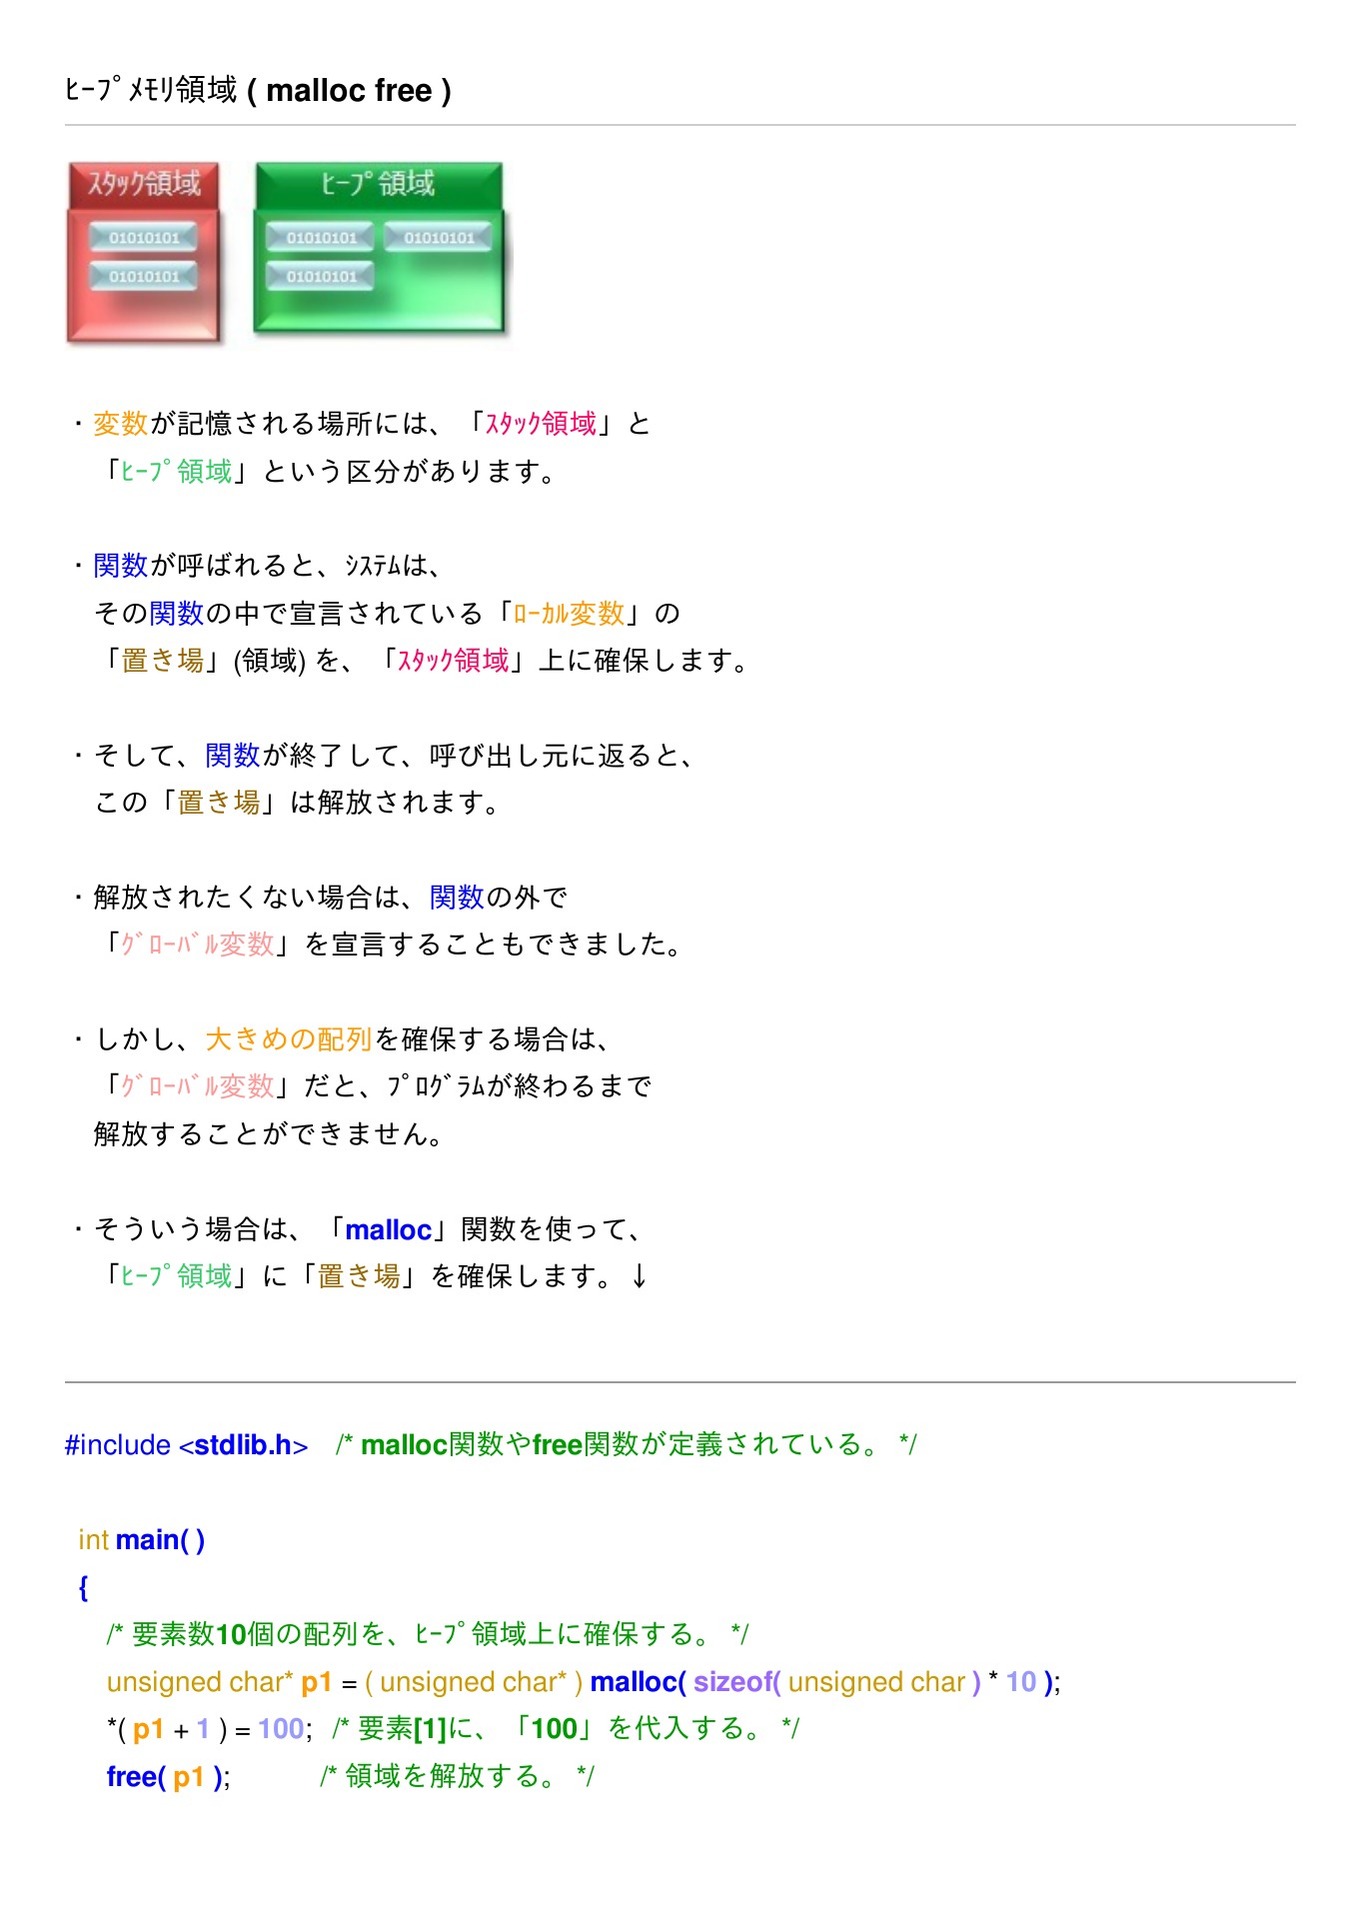 ﾋｰﾌﾟﾒﾓﾘ領域 ( malloc free )
ｽﾀｯｸ領域
01010101
01010101
ﾋｰﾌﾟ領域
01010101 01010101
01010101
・変数が記憶される場所には、「ｽﾀｯｸ領域」と
「ﾋｰﾌﾟ領域」という区分があります。
・関数が呼ばれると、ｼｽﾃﾑは、
その関数の中で宣言されている「ﾛｰｶﾙ変数」の
「置き場」(領域) を、「ｽﾀｯｸ領域」上に確保します。
・そして、関数が終了して、呼び出し元に返ると、
この「置き場」は解放されます。
・解放されたくない場合は、関数の外で
「ｸﾞﾛｰﾊﾞﾙ変数」を宣言することもできました。
・しかし、大きめの配列を確保する場合は、
「ｸﾞﾛｰﾊﾞﾙ変数」だと、ﾌﾟﾛｸﾞﾗﾑが終わるまで
解放することができません。
・そういう場合は、「malloc」関数を使って、
「ﾋｰﾌﾟ領域」に「置き場」を確保します。↓
#include <stdlib.h> /* malloc関数やfree関数が定義されている。 */
int main( )
{
/* 要素数10個の配列を、ﾋｰﾌﾟ領域上に確保する。 */
unsigned char* p1 = ( unsigned char* ) malloc( sizeof( unsigned char ) * 10 );
*( p1 + 1 ) = 100; /* 要素[1]に、「100」を代入する。 */
free( p1 ); /* 領域を解放する。 */